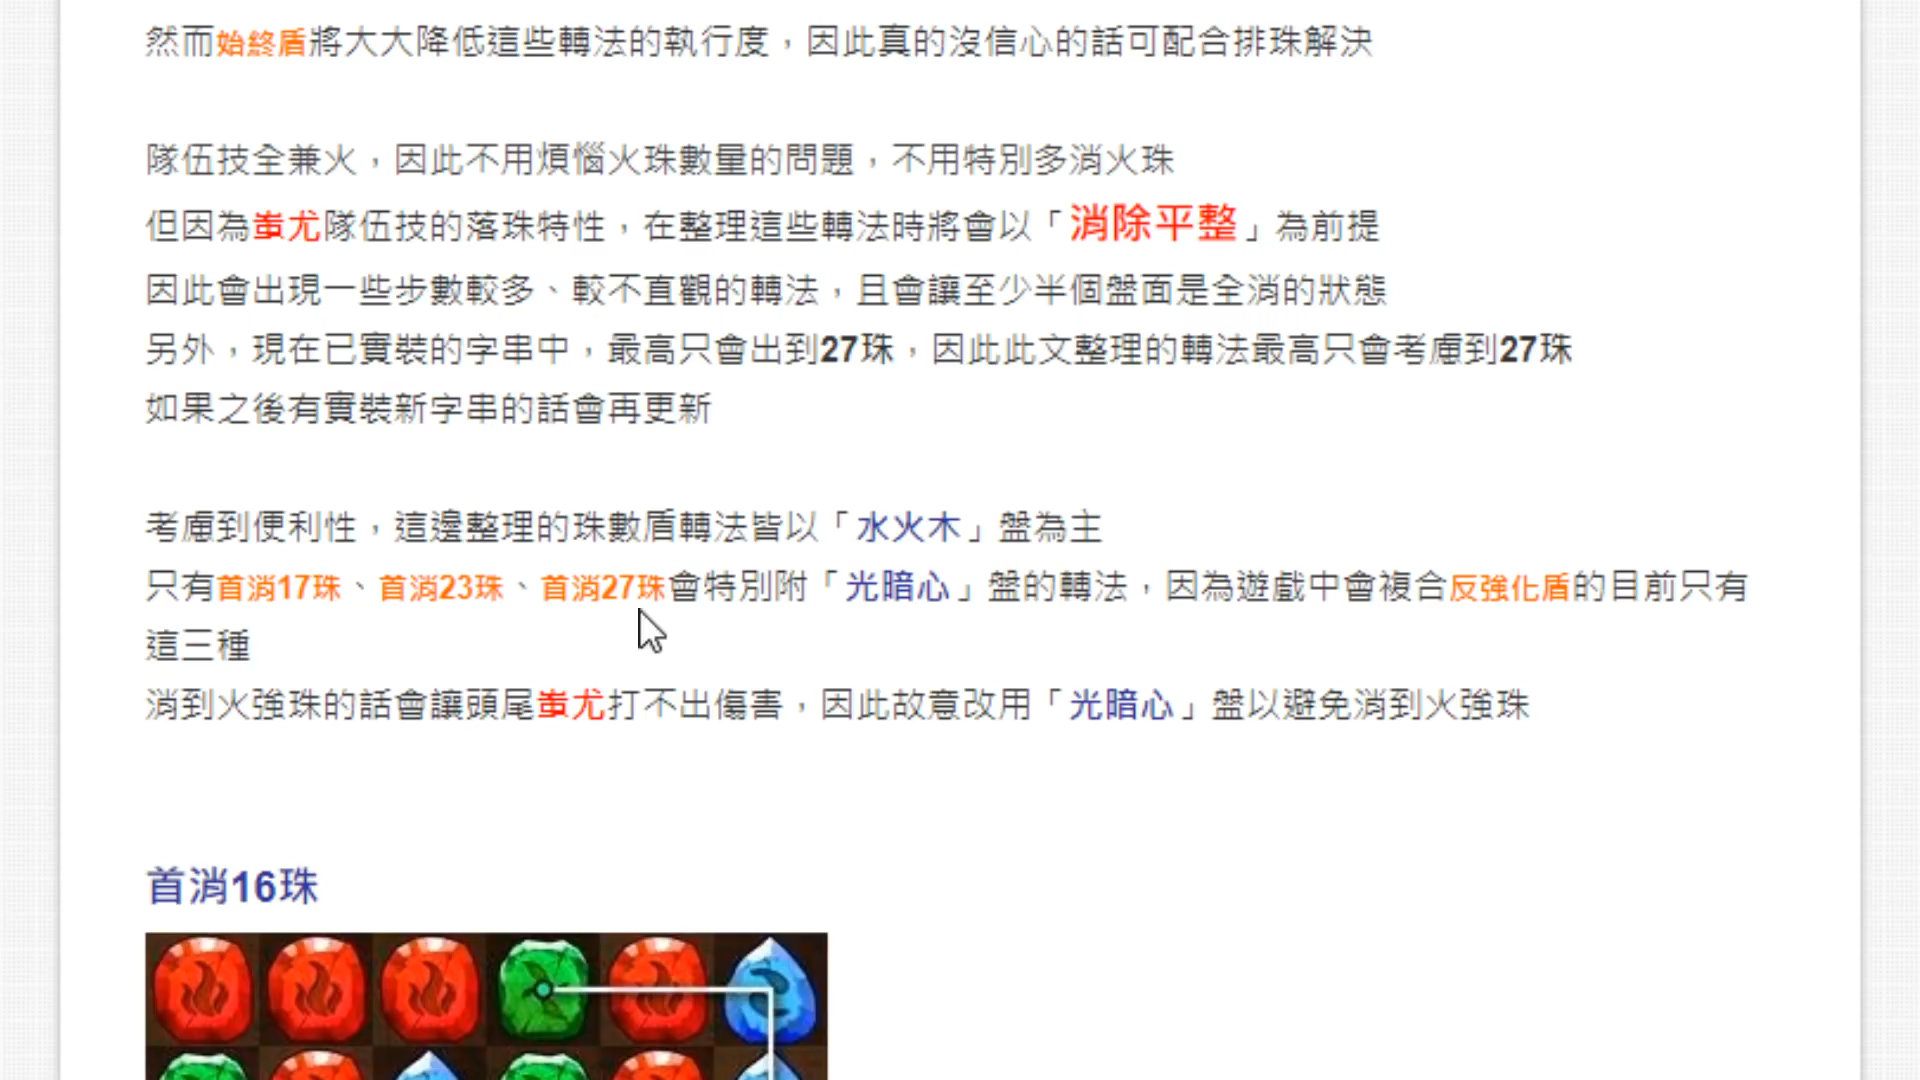 然而始終盾將大大降低這些轉法的執行度，因此真的沒信心的話可配合排珠解決
隊伍技全兼火，因此不用煩惱火珠數量的問題，不用特別多消火珠
但因為蚩尤隊伍技的落珠特性，在整理這些轉法時將會以「消除平整」為前提
因此會出現一些步數較多、較不直觀的轉法，且會讓至少半個盤面是全消的狀態
另外，現在已實裝的字串中，最高只會出到27珠，因此此文整理的轉法最高只會考慮到27珠
如果之後有實裝新字串的話會再更新
考慮到便利性，這邊整理的珠數盾轉法皆以「水火木」盤為主
只有首消17珠、首消23珠、首消27珠會特別附「光暗心」盤的轉法，因為遊戲中會複合反強化盾的目前只有
這三種
消到火強珠的話會讓頭尾蚩尤打不出傷害，因此故意改用「光暗心」盤以避免消到火強珠
首消16珠